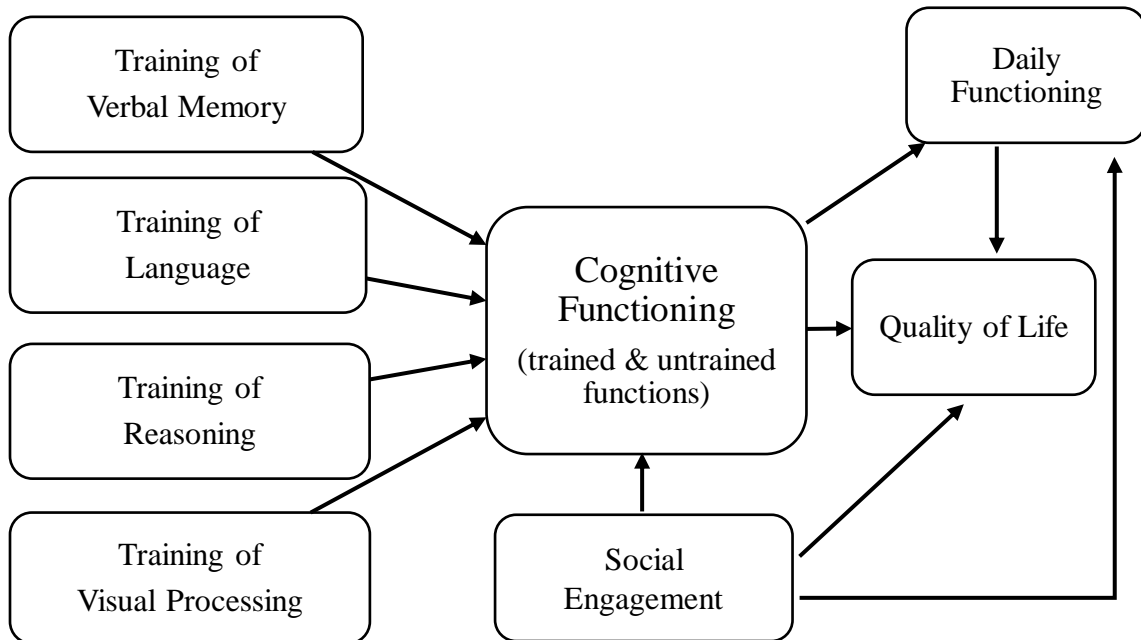 Training of
Verbal Memory
Training of
Language
Training of
Reasoning
Training of
Visual Processing
Cognitive
Functioning
(trained & untrained
functions)
Social
Engagement
Daily
Functioning
Quality of Life